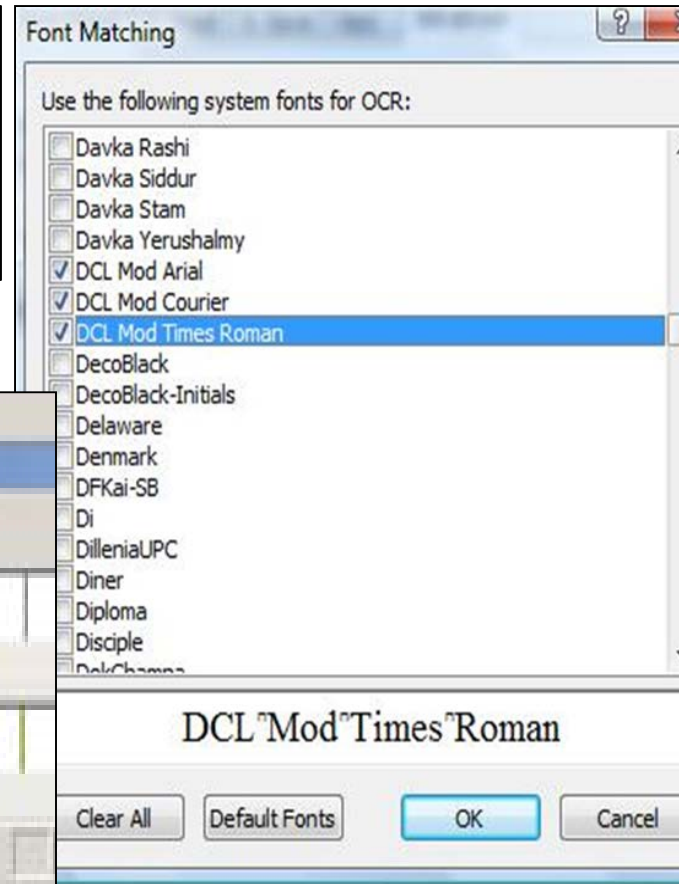 Font Matching
?
Use the following system fonts for OCR:
Davka Rashi
Davka Siddur
Davka Stam
Davka Yerushalmy
DCL Mod Arial
DCL Mod Courier
DCL Mod Times Roman
DecoBlack
DecoBlack-Initials
Delaware
Denmark
DFKai-SB
Di
DilleniaUPC
Diner
Diploma
Disciple
DokChampa
DCL Mod Times Roman
Clear All
Default Fonts
OK
Cancel